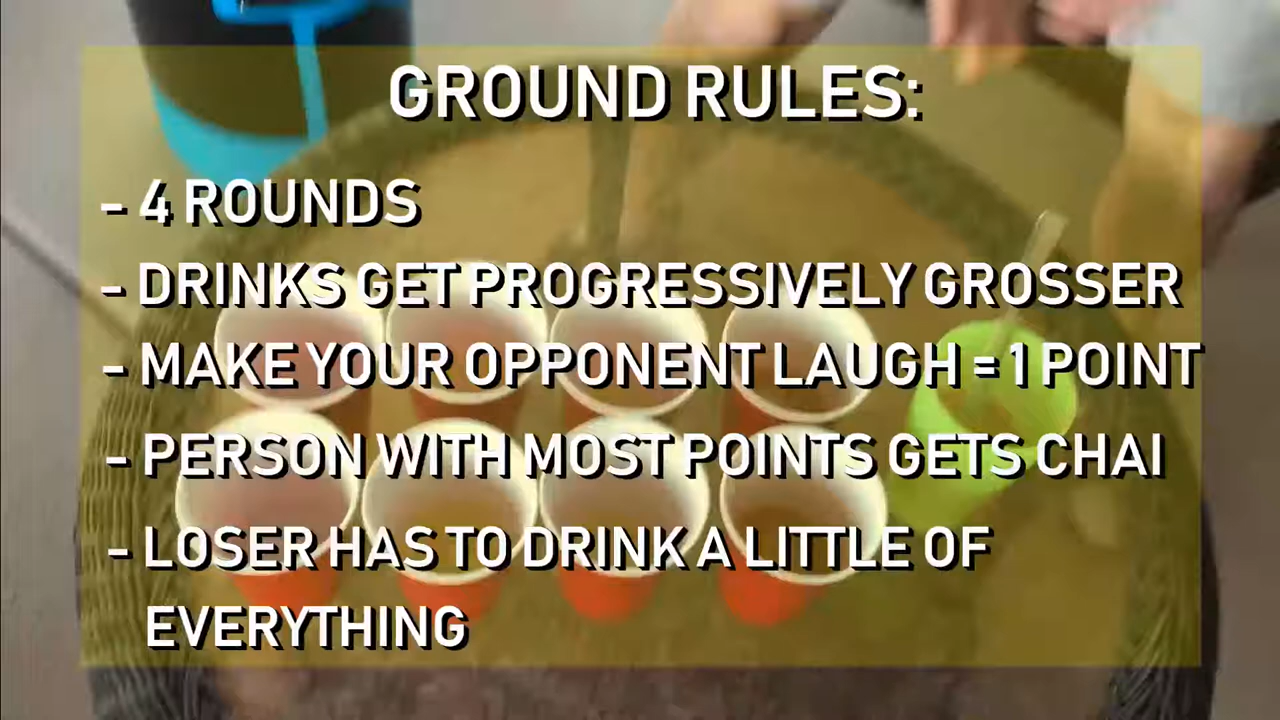 GROUND RULES:
- 4 ROUNDS
- DRINKS GET PROGRESSIVELY GROSSER
- MAKE YOUR OPPONENT LAUGH = 1 POINT
- PERSON WITH MOST POINTS GETS CHAI
- LOSER HAS TO DRINK A LITTLE OF
EVERYTHING